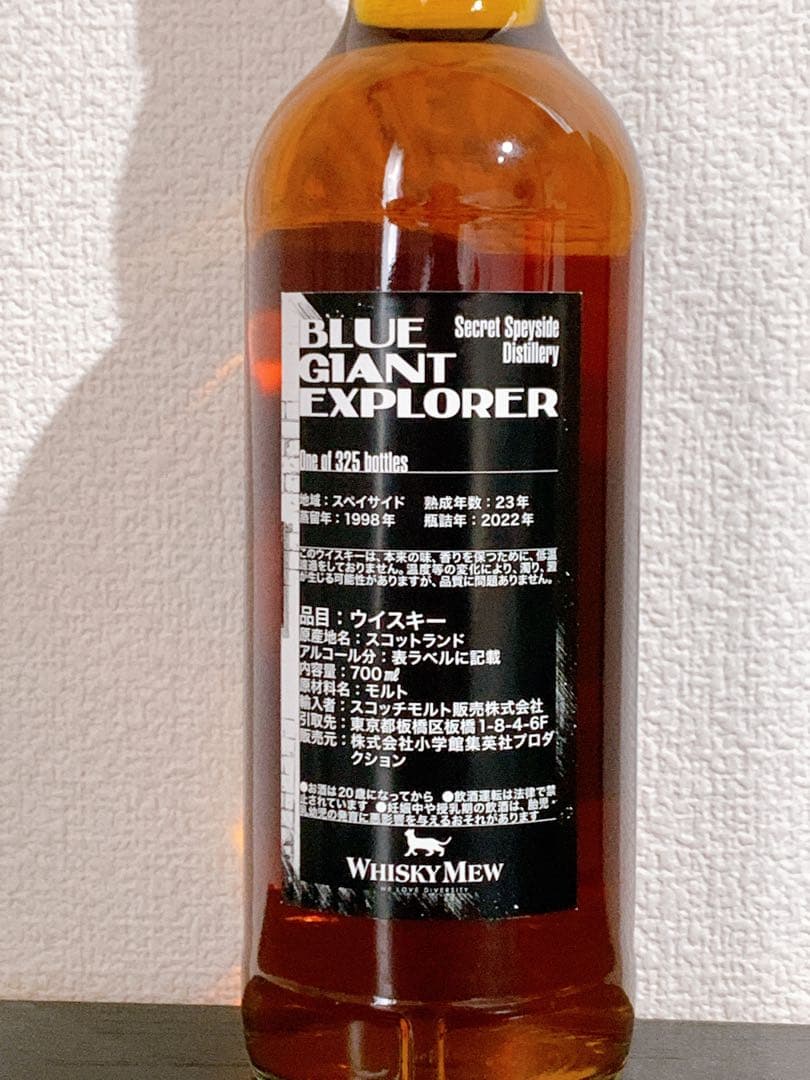 BLUE
GIANT
EXPLORER
Secret Speyside
Distillery
One of 325 bottles
地域：スペイサイド　熟成年数：23年
蒸留年：1998年　瓶詰年：2022年
このウイスキーは、本来の味、香りを保つために、低温
濾過をしておりません。温度等の変化により、濁り、澱
が生じる可能性がありますが、品質に問題ありません。
品目：ウイスキー
原産地名：スコットランド
アルコール分：表ラベルに記載
内容量：700㎖
原材料名：モルト
輸入者：スコッチモルト販売株式会社
引取先：東京都板橋区板橋1-8-4-6F
販売元：株式会社小学館集英社プロダ
クション
●お酒は20歳になってから ●飲酒運転は法律で禁
止されています ●妊娠中や授乳期の飲酒は、胎児・
乳幼児の発育に悪影響を与えるおそれがあります
WHISKY MEW
WE LOVE DIVERSITY